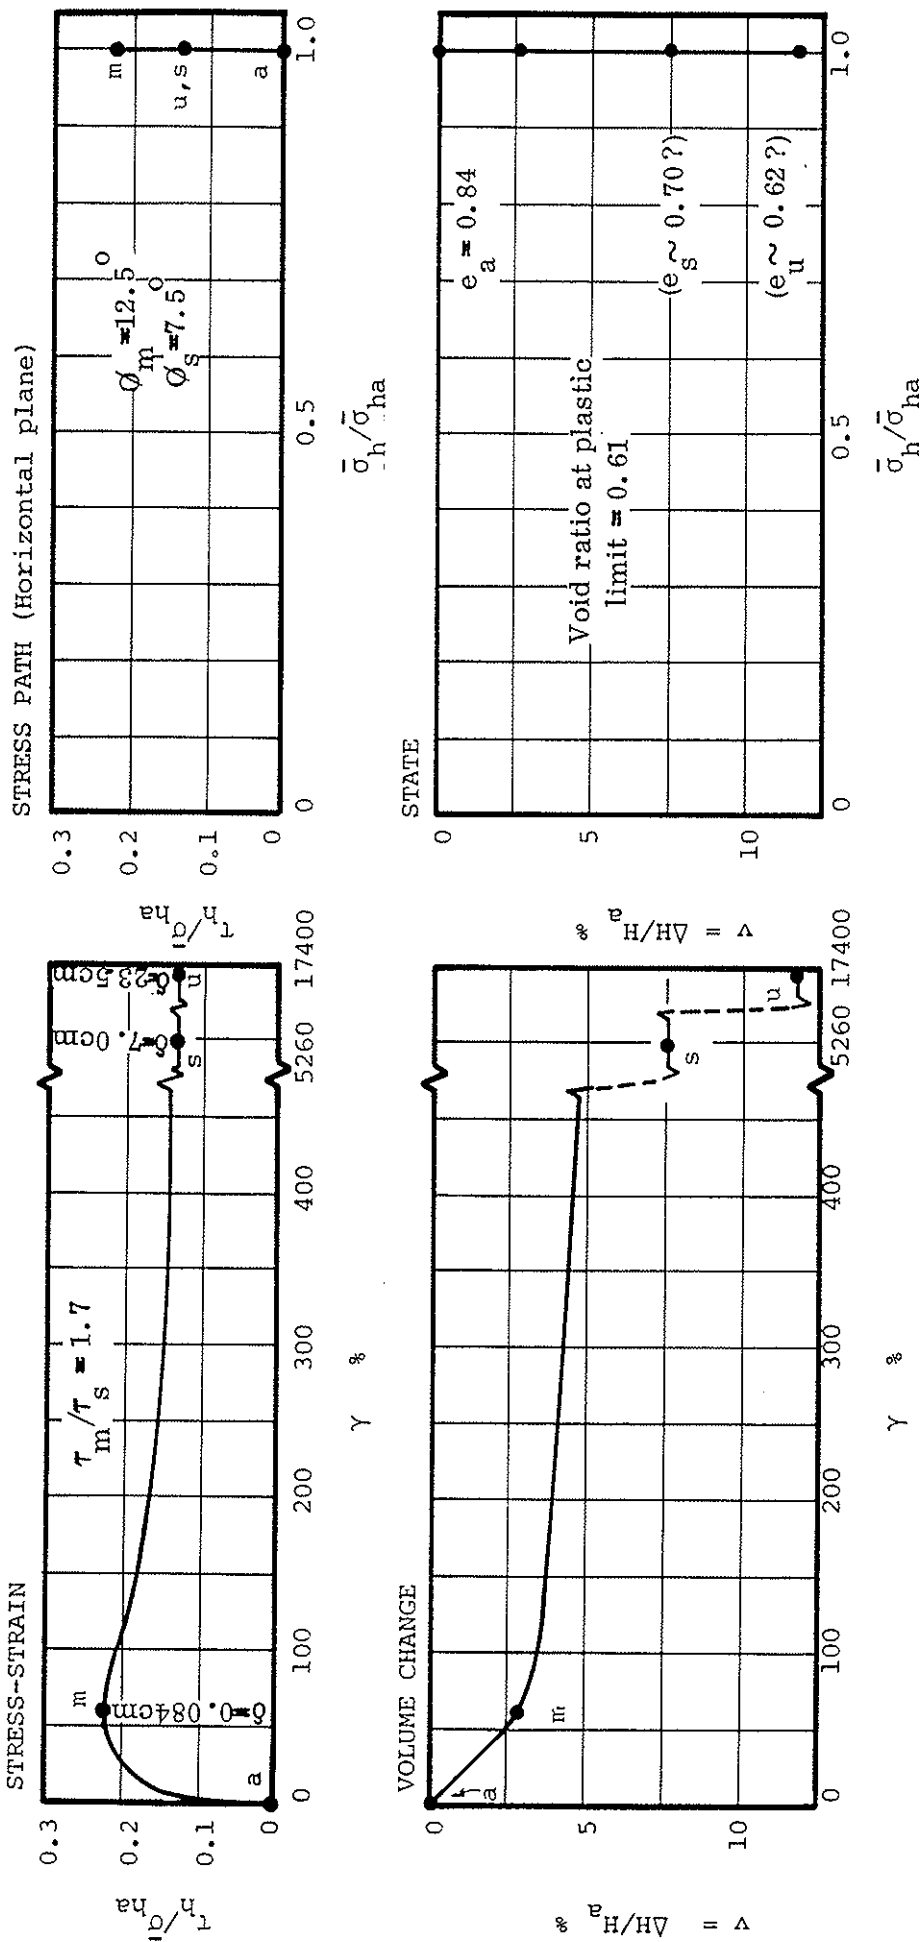 STRESS-STRAIN
τh/σ̄ha
0.3
0.2
0.1
0
a
m
δ=0.084cm
τm/τs = 1.7
δ=7.0cm
s
δ=23.5cm
u
0 100 200 300 400 5260 17400
γ %
STRESS PATH (Horizontal plane)
τh/σ̄ha
0.3
0.2
0.1
0
Øm=12.5°
Øs=7.5°
m
u,s
a
0 0.5 1.0
σ̄h/σ̄ha
VOLUME CHANGE
v = ΔH/Ha %
0
5
10
a
m
s
u
0 100 200 300 400 5260 17400
γ %
STATE
v = ΔH/Ha %
0
5
10
Void ratio at plastic
limit = 0.61
ea = 0.84
(es ~ 0.70 ?)
(eu ~ 0.62 ?)
0 0.5 1.0
σ̄h/σ̄ha